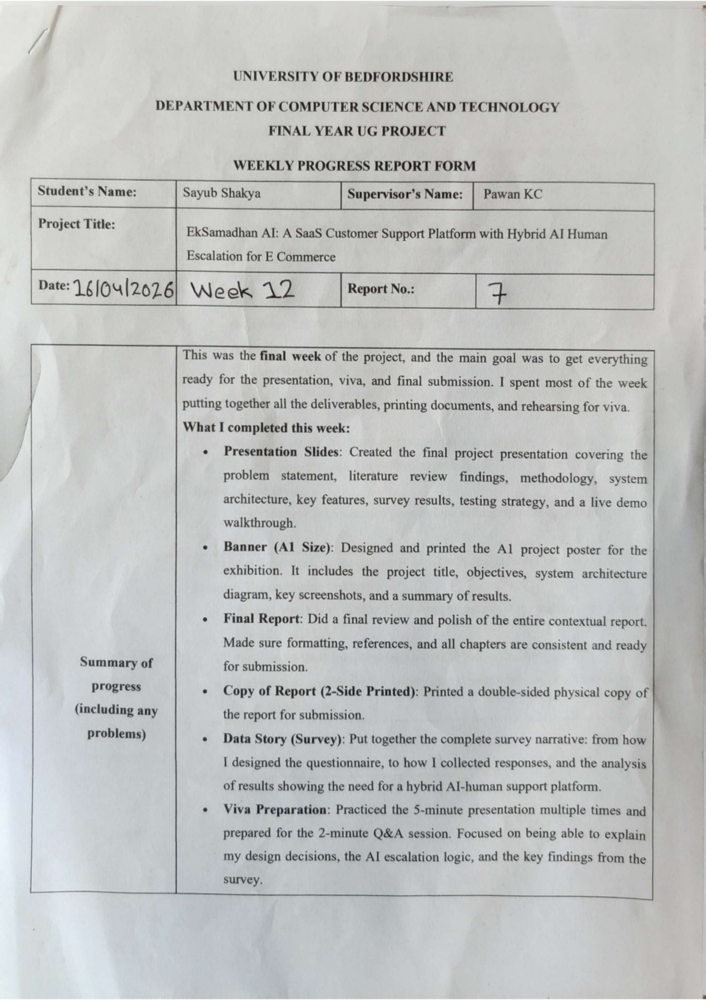 UNIVERSITY OF BEDFORDSHIRE
DEPARTMENT OF COMPUTER SCIENCE AND TECHNOLOGY
FINAL YEAR UG PROJECT
WEEKLY PROGRESS REPORT FORM
Student's Name: Sayub Shakya Supervisor's Name: Pawan KC
Project Title:
EkSamadhan AI: A SaaS Customer Support Platform with Hybrid AI Human
Escalation for E Commerce
Date: 16/04/2026 Week 12 Report No.: 7
Summary of
progress
(including any
problems)
This was the final week of the project, and the main goal was to get everything
ready for the presentation, viva, and final submission. I spent most of the week
putting together all the deliverables, printing documents, and rehearsing for viva.
What I completed this week:
• Presentation Slides: Created the final project presentation covering the
problem statement, literature review findings, methodology, system
architecture, key features, survey results, testing strategy, and a live demo
walkthrough.
• Banner (A1 Size): Designed and printed the A1 project poster for the
exhibition. It includes the project title, objectives, system architecture
diagram, key screenshots, and a summary of results.
• Final Report: Did a final review and polish of the entire contextual report.
Made sure formatting, references, and all chapters are consistent and ready
for submission.
• Copy of Report (2-Side Printed): Printed a double-sided physical copy of
the report for submission.
• Data Story (Survey): Put together the complete survey narrative: from how
I designed the questionnaire, to how I collected responses, and the analysis
of results showing the need for a hybrid AI-human support platform.
• Viva Preparation: Practiced the 5-minute presentation multiple times and
prepared for the 2-minute Q&A session. Focused on being able to explain
my design decisions, the AI escalation logic, and the key findings from the
survey.